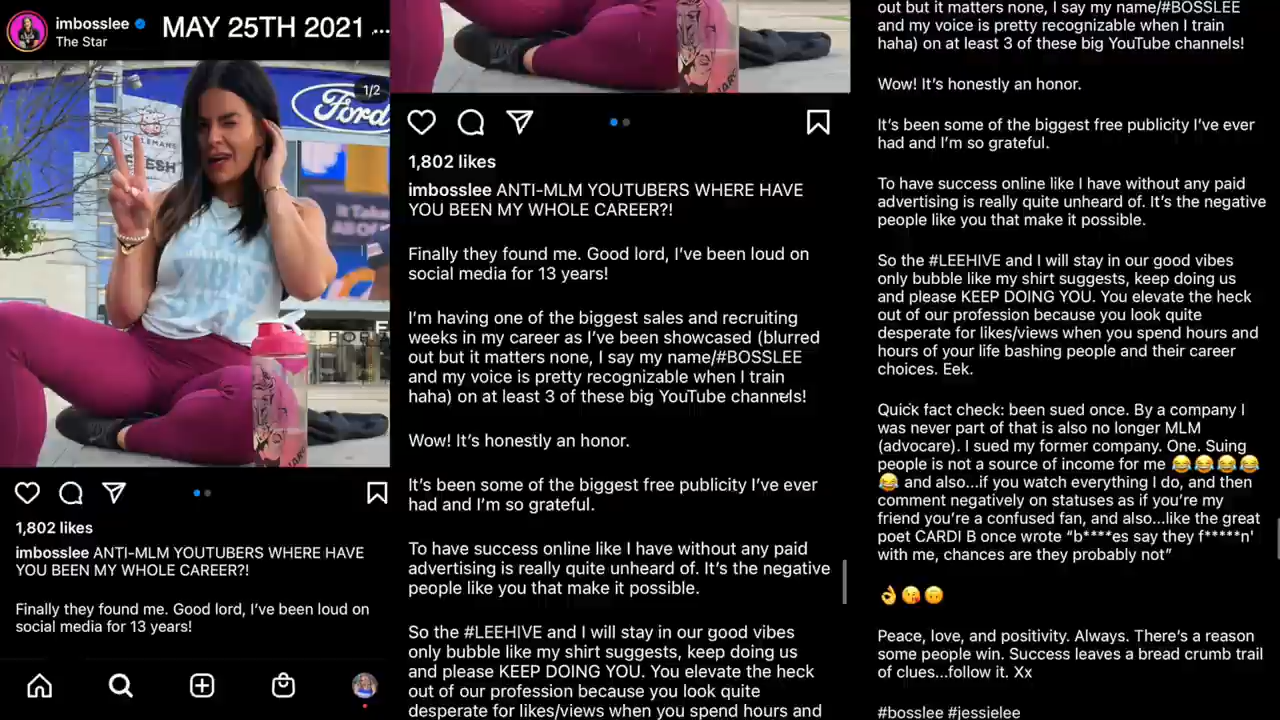 imbosslee
The Star
MAY 25TH 2021 ...
1/2
Ford
FRESH
It Take
1,802 likes
imbosslee ANTI-MLM YOUTUBERS WHERE HAVE
YOU BEEN MY WHOLE CAREER?!
Finally they found me. Good lord, I’ve been loud on
social media for 13 years!
1,802 likes
imbosslee ANTI-MLM YOUTUBERS WHERE HAVE
YOU BEEN MY WHOLE CAREER?!
Finally they found me. Good lord, I’ve been loud on
social media for 13 years!
I’m having one of the biggest sales and recruiting
weeks in my career as I’ve been showcased (blurred
out but it matters none, I say my name/#BOSSLEE
and my voice is pretty recognizable when I train
haha) on at least 3 of these big YouTube channels!
Wow! It’s honestly an honor.
It’s been some of the biggest free publicity I’ve ever
had and I’m so grateful.
To have success online like I have without any paid
advertising is really quite unheard of. It’s the negative
people like you that make it possible.
So the #LEEHIVE and I will stay in our good vibes
only bubble like my shirt suggests, keep doing us
and please KEEP DOING YOU. You elevate the heck
out of our profession because you look quite
desperate for likes/views when you spend hours and
out but it matters none, I say my name/#BOSSLEE
and my voice is pretty recognizable when I train
haha) on at least 3 of these big YouTube channels!
Wow! It’s honestly an honor.
It’s been some of the biggest free publicity I’ve ever
had and I’m so grateful.
To have success online like I have without any paid
advertising is really quite unheard of. It’s the negative
people like you that make it possible.
So the #LEEHIVE and I will stay in our good vibes
only bubble like my shirt suggests, keep doing us
and please KEEP DOING YOU. You elevate the heck
out of our profession because you look quite
desperate for likes/views when you spend hours and
hours of your life bashing people and their career
choices. Eek.
Quick fact check: been sued once. By a company I
was never part of that is also no longer MLM
(advocare). I sued my former company. One. Suing
people is not a source of income for me 😂😂😂😂
😂 and also...if you watch everything I do, and then
comment negatively on statuses as if you’re my
friend you’re a confused fan, and also...like the great
poet CARDI B once wrote “b****es say they f*****n'
with me, chances are they probably not”
👌😘🙃
Peace, love, and positivity. Always. There’s a reason
some people win. Success leaves a bread crumb trail
of clues...follow it. Xx
#bosslee #jessielee